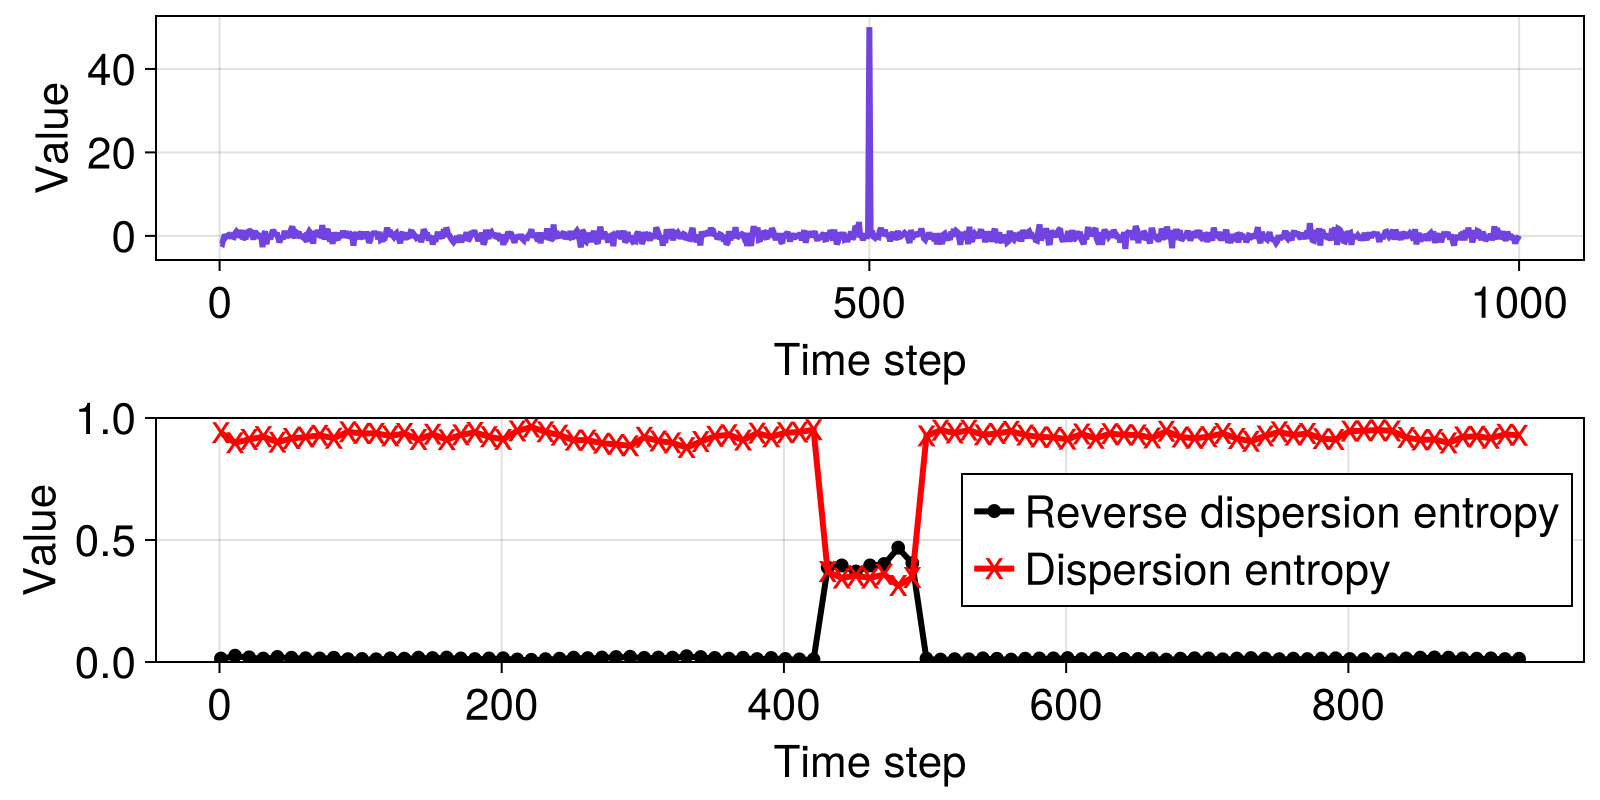 Value
40
20
0
0 500 1000
Time step
Value
1.0
0.5
0.0
Reverse dispersion entropy
Dispersion entropy
0 200 400 600 800
Time step